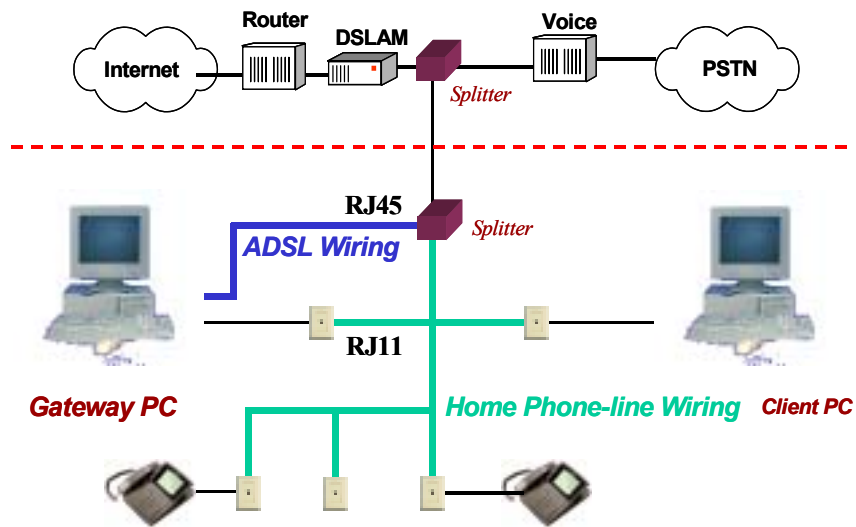 Router
DSLAM
Voice
Internet
PSTN
Splitter
RJ45
Splitter
ADSL Wiring
RJ11
Gateway PC
Home Phone-line Wiring
Client PC